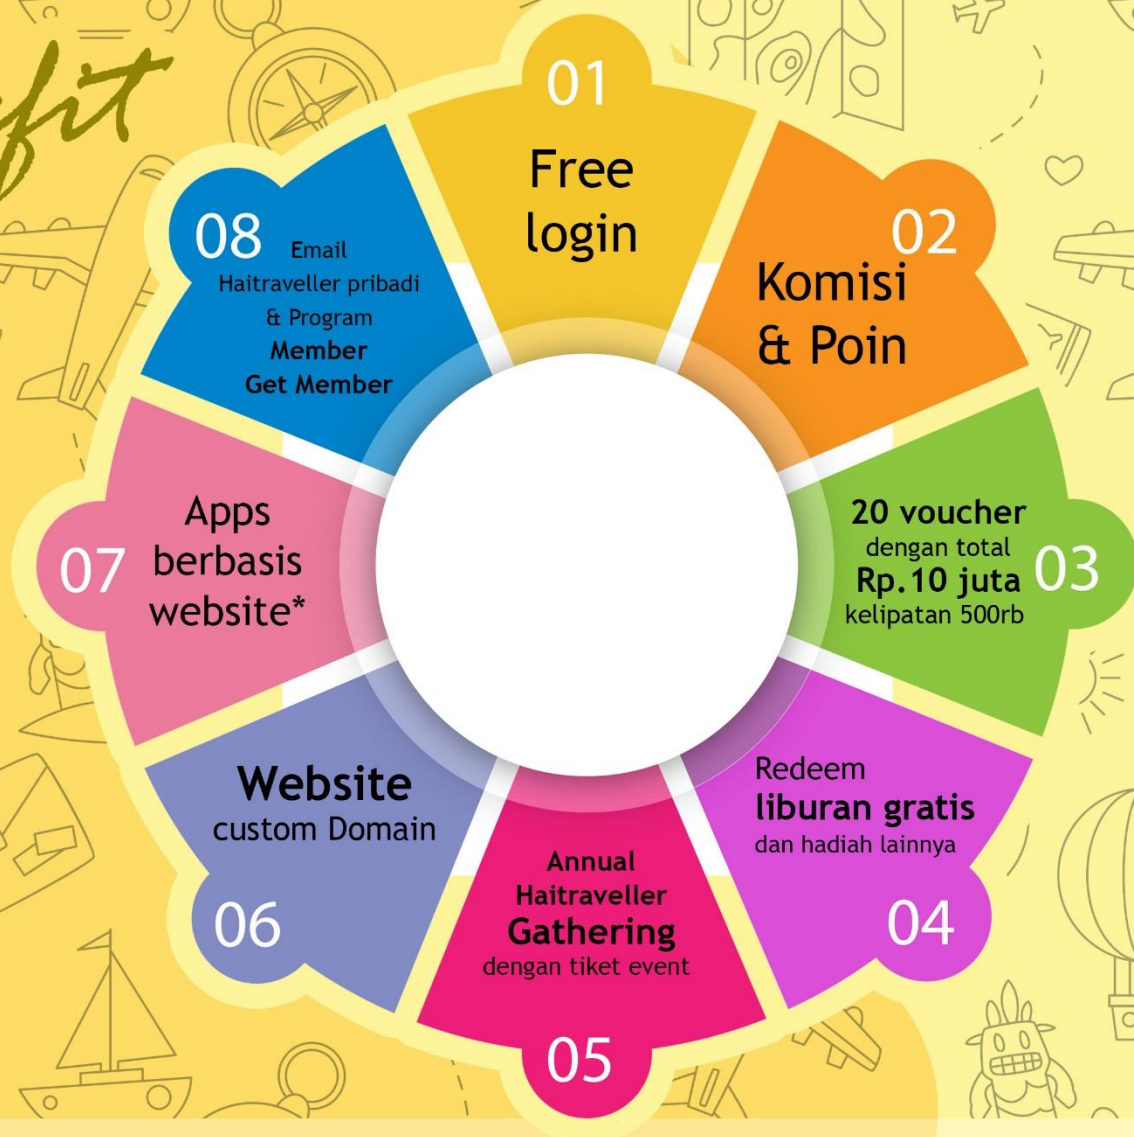 01
Free
login
02
Komisi
& Poin
03
20 voucher
dengan total
Rp.10 juta
kelipatan 500rb
04
Redeem
liburan gratis
dan hadiah lainnya
05
Annual
Haitraveller
Gathering
dengan tiket event
06
Website
custom Domain
07
Apps
berbasis
website*
08
Email
Haitraveller pribadi
& Program
Member
Get Member